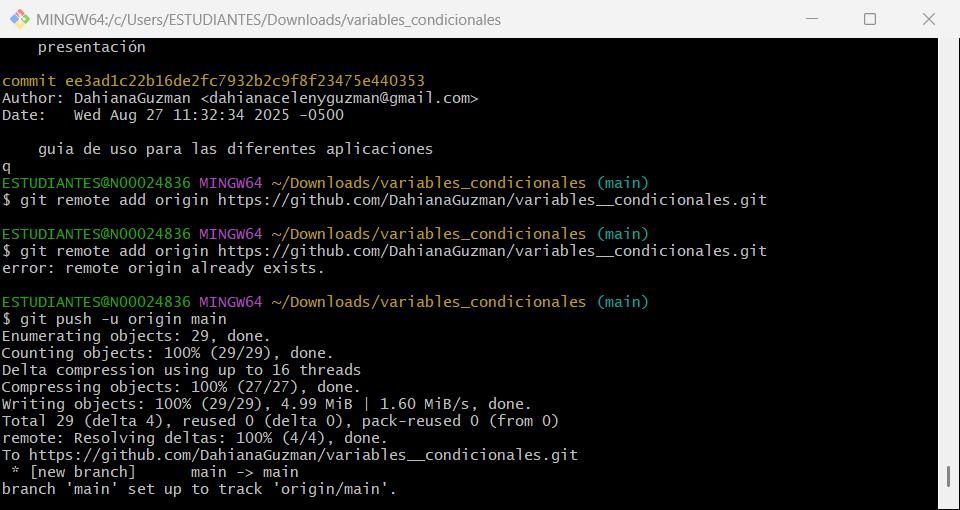 MINGW64:/c/Users/ESTUDIANTES/Downloads/variables_condicionales
presentación
commit ee3ad1c22b16de2fc7932b2c9f8f23475e440353
Author: DahianaGuzman <dahianacelenyguzman@gmail.com>
Date:   Wed Aug 27 11:32:34 2025 -0500
guia de uso para las diferentes aplicaciones
q
ESTUDIANTES@N00024836 MINGW64 ~/Downloads/variables_condicionales (main)
$ git remote add origin https://github.com/DahianaGuzman/variables__condicionales.git
ESTUDIANTES@N00024836 MINGW64 ~/Downloads/variables_condicionales (main)
$ git remote add origin https://github.com/DahianaGuzman/variables__condicionales.git
error: remote origin already exists.
ESTUDIANTES@N00024836 MINGW64 ~/Downloads/variables_condicionales (main)
$ git push -u origin main
Enumerating objects: 29, done.
Counting objects: 100% (29/29), done.
Delta compression using up to 16 threads
Compressing objects: 100% (27/27), done.
Writing objects: 100% (29/29), 4.99 MiB | 1.60 MiB/s, done.
Total 29 (delta 4), reused 0 (delta 0), pack-reused 0 (from 0)
remote: Resolving deltas: 100% (4/4), done.
To https://github.com/DahianaGuzman/variables__condicionales.git
 * [new branch]      main -> main
branch 'main' set up to track 'origin/main'.